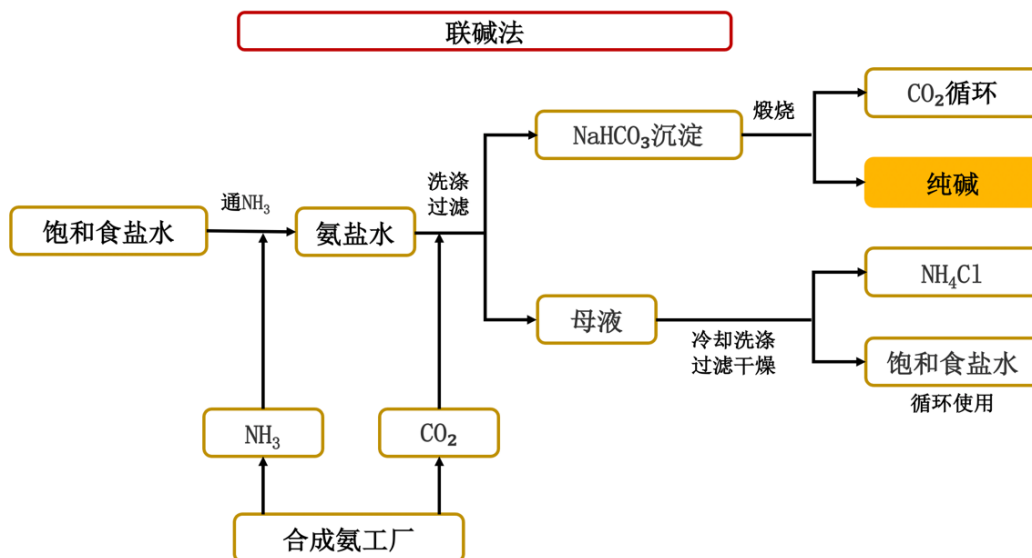 联碱法
CO₂循环
煅烧
NaHCO₃沉淀
纯碱
洗涤
过滤
通NH₃
饱和食盐水
氨盐水
NH₄Cl
母液
冷却洗涤
过滤干燥
饱和食盐水
循环使用
NH₃
CO₂
合成氨工厂